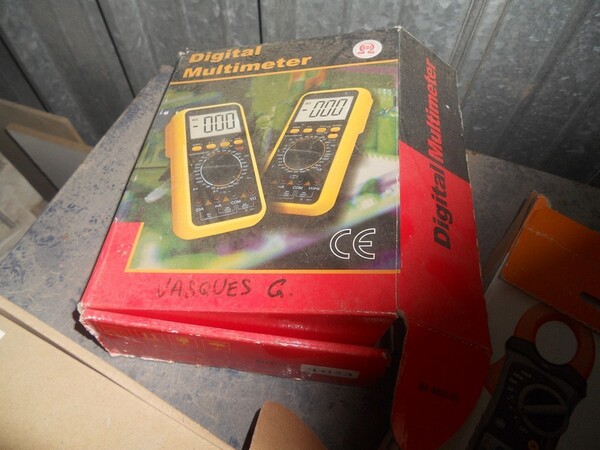 Digital
Multimeter
-000
-000
CE
VASQUES G.
Digital Multimeter